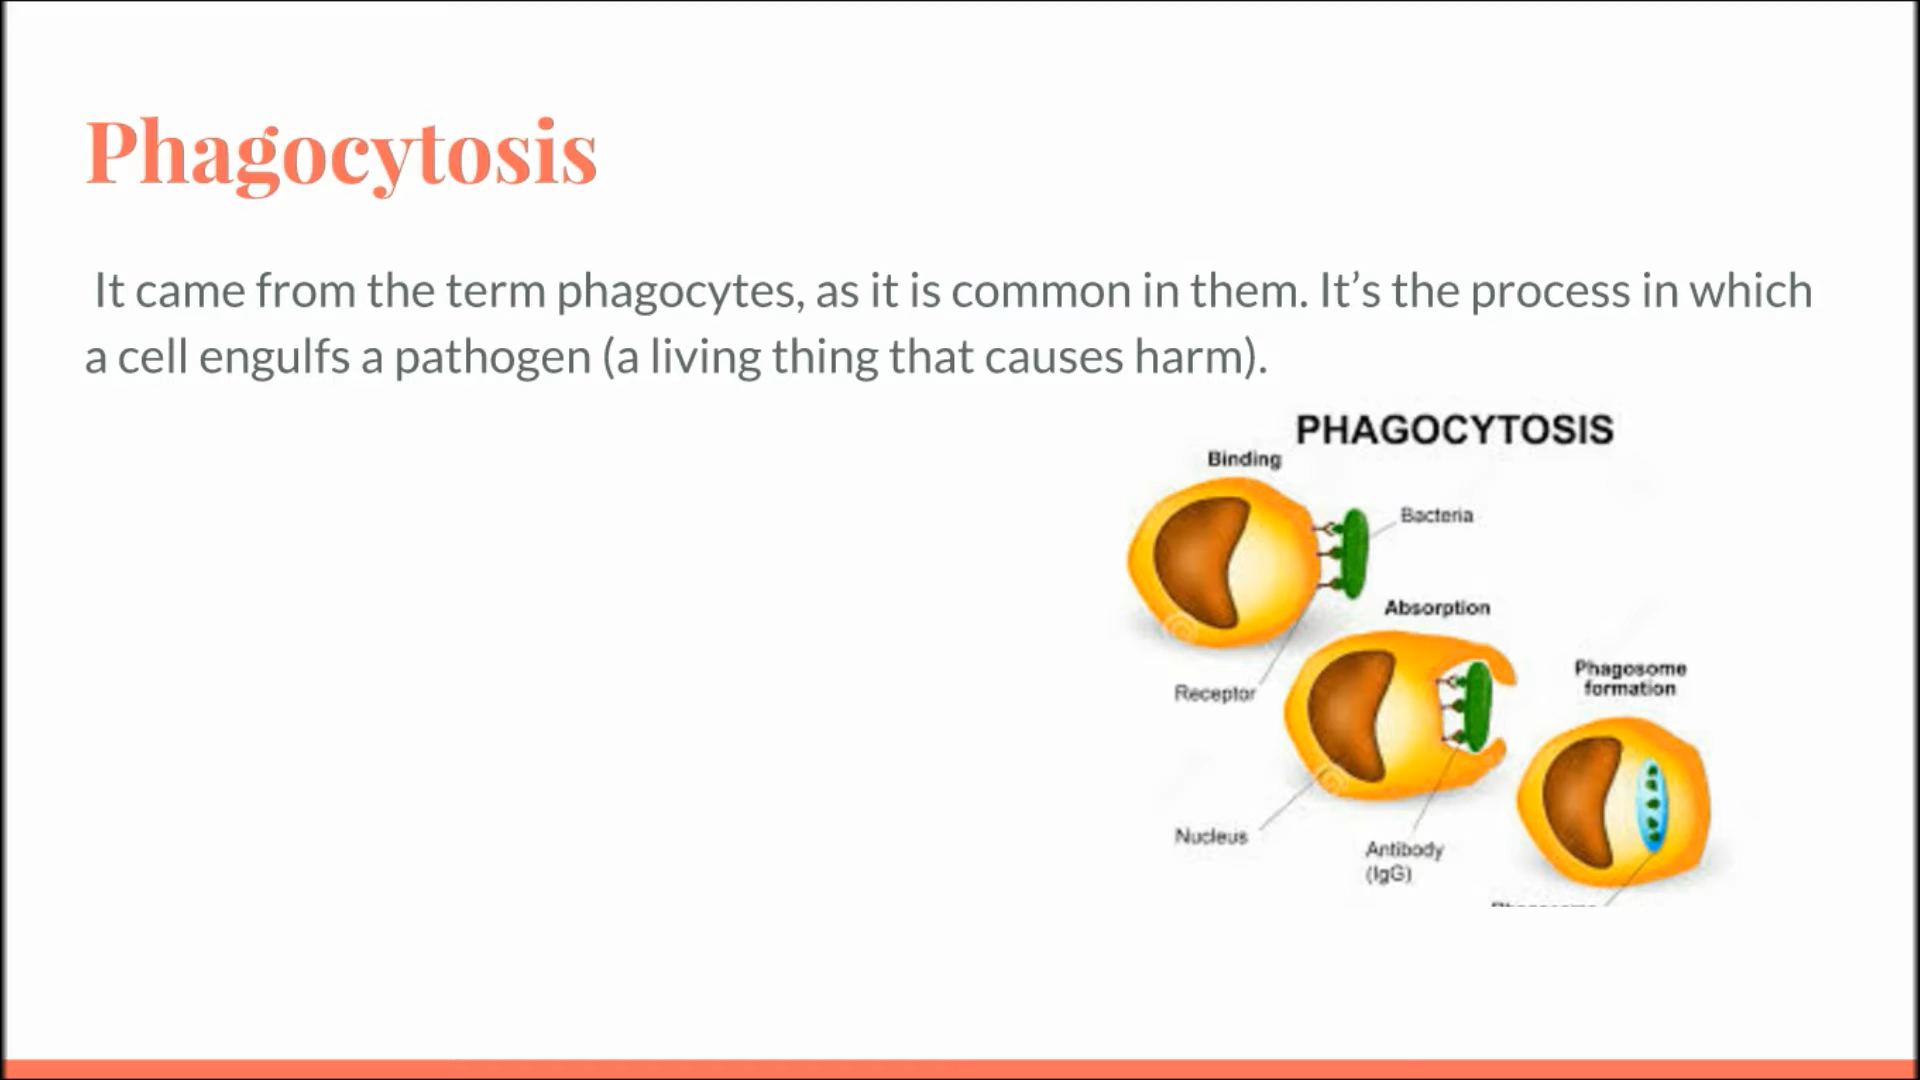 Phagocytosis
It came from the term phagocytes, as it is common in them. It’s the process in which
a cell engulfs a pathogen (a living thing that causes harm).
PHAGOCYTOSIS
Binding
Bacteria
Absorption
Receptor
Phagosome
formation
Nucleus
Antibody
(IgG)